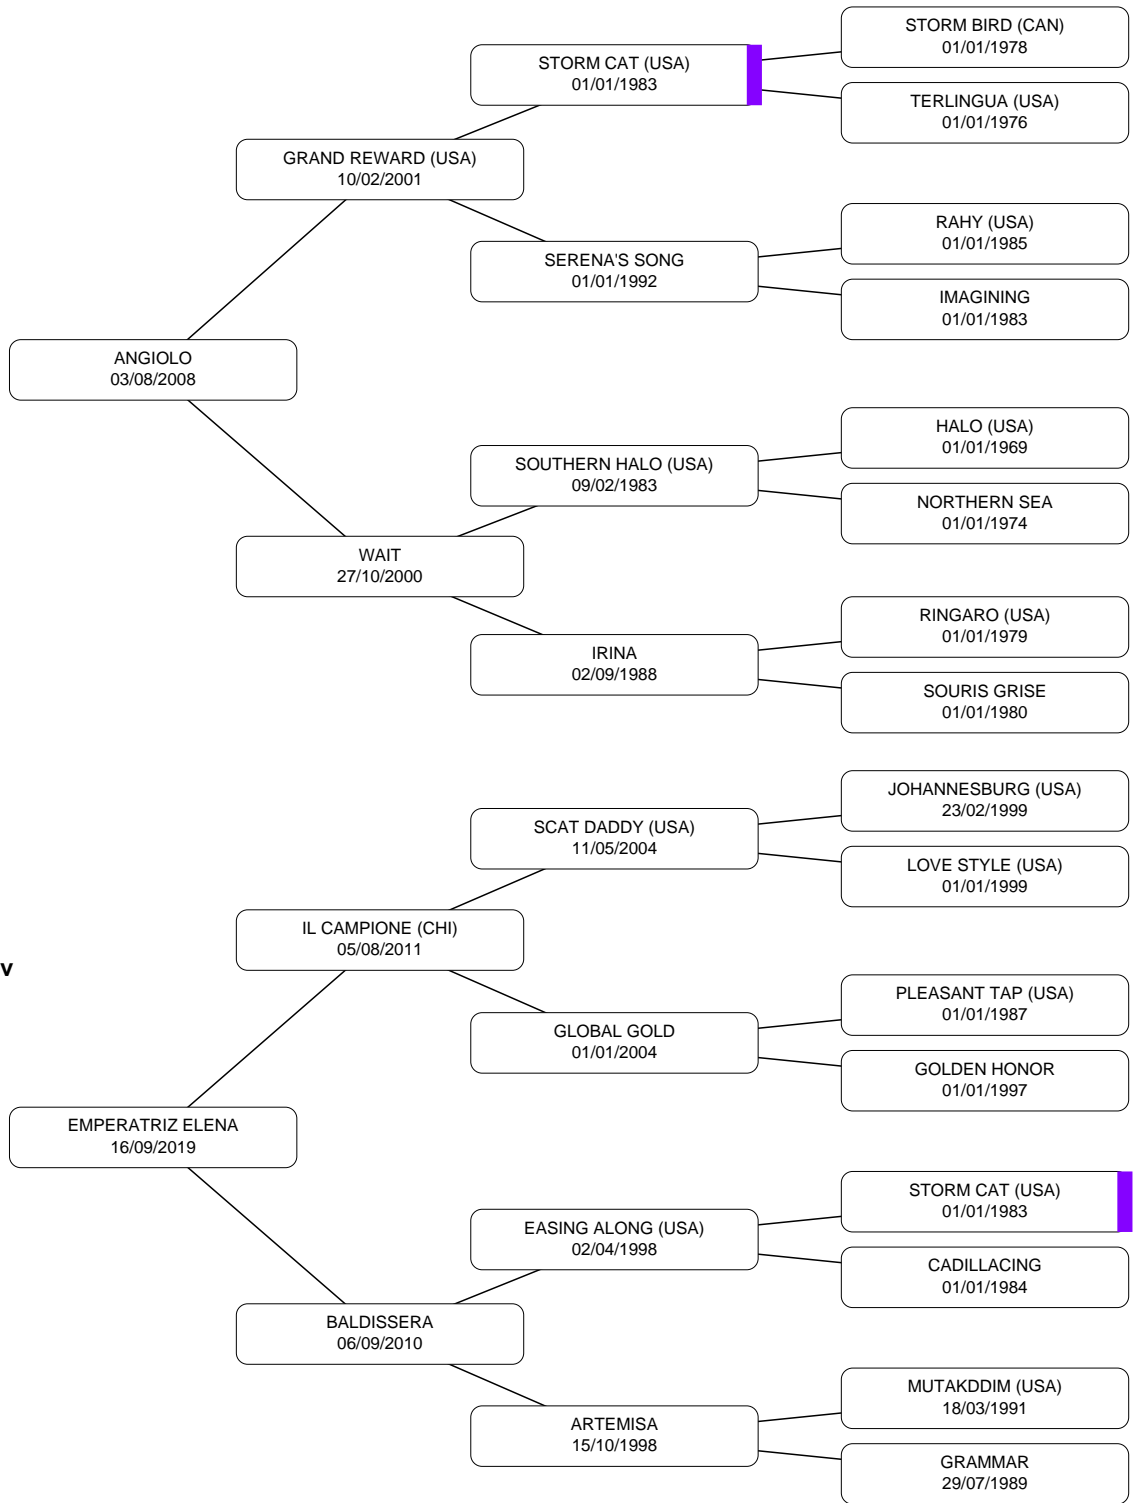 STORM BIRD (CAN)
01/01/1978
STORM CAT (USA)
01/01/1983
TERLINGUA (USA)
01/01/1976
GRAND REWARD (USA)
10/02/2001
RAHY (USA)
01/01/1985
SERENA'S SONG
01/01/1992
IMAGINING
01/01/1983
ANGIOLO
03/08/2008
HALO (USA)
01/01/1969
SOUTHERN HALO (USA)
09/02/1983
NORTHERN SEA
01/01/1974
WAIT
27/10/2000
RINGARO (USA)
01/01/1979
IRINA
02/09/1988
SOURIS GRISE
01/01/1980
JOHANNESBURG (USA)
23/02/1999
SCAT DADDY (USA)
11/05/2004
LOVE STYLE (USA)
01/01/1999
IL CAMPIONE (CHI)
05/08/2011
v
PLEASANT TAP (USA)
01/01/1987
GLOBAL GOLD
01/01/2004
GOLDEN HONOR
01/01/1997
EMPERATRIZ ELENA
16/09/2019
STORM CAT (USA)
01/01/1983
EASING ALONG (USA)
02/04/1998
CADILLACING
01/01/1984
BALDISSERA
06/09/2010
MUTAKDDIM (USA)
18/03/1991
ARTEMISA
15/10/1998
GRAMMAR
29/07/1989